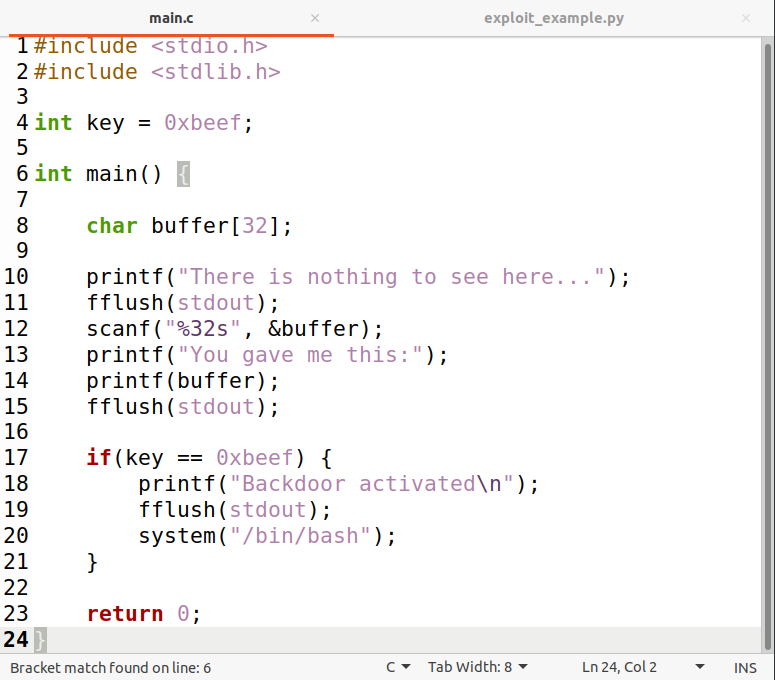 main.c × exploit_example.py ×
1 #include <stdio.h>
2 #include <stdlib.h>
3
4 int key = 0xbeef;
5
6 int main() {
7
8     char buffer[32];
9
10     printf("There is nothing to see here...");
11     fflush(stdout);
12     scanf("%32s", &buffer);
13     printf("You gave me this:");
14     printf(buffer);
15     fflush(stdout);
16
17     if(key == 0xbeef) {
18         printf("Backdoor activated\n");
19         fflush(stdout);
20         system("/bin/bash");
21     }
22
23     return 0;
24 }
Bracket match found on line: 6 C Tab Width: 8 Ln 24, Col 2 INS